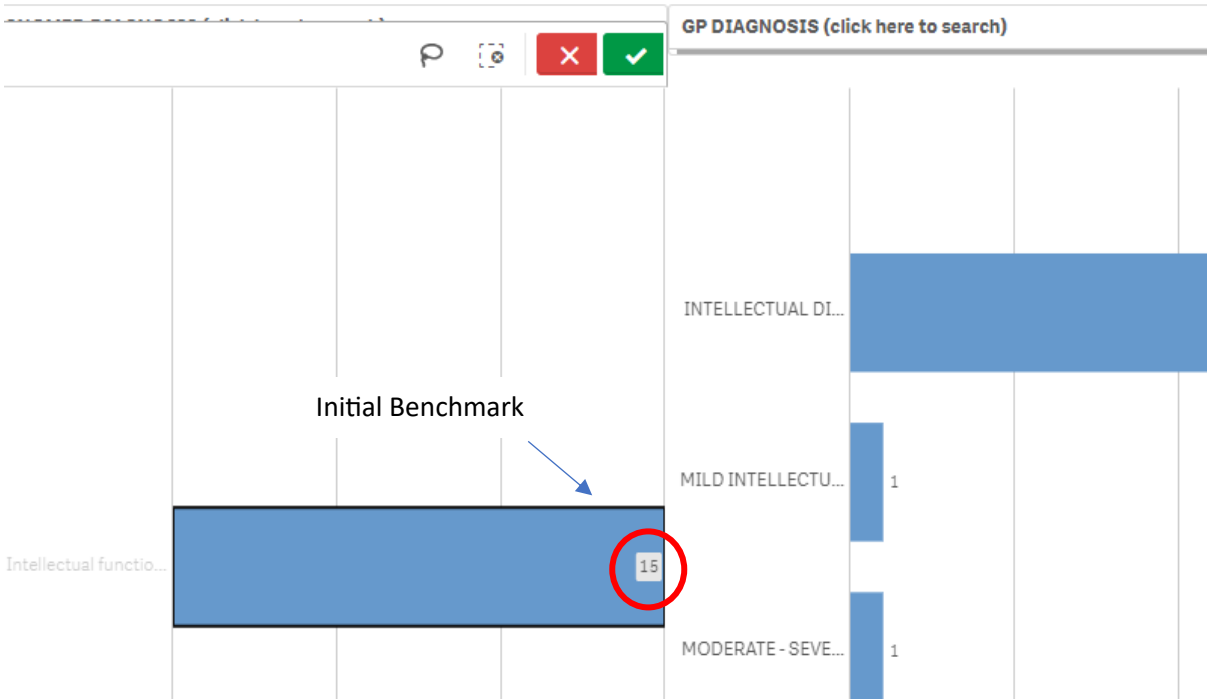 GP DIAGNOSIS (click here to search)
INTELLECTUAL DI...
Initial Benchmark
MILD INTELLECTU...
1
Intellectual functio...
15
MODERATE - SEVE...
1